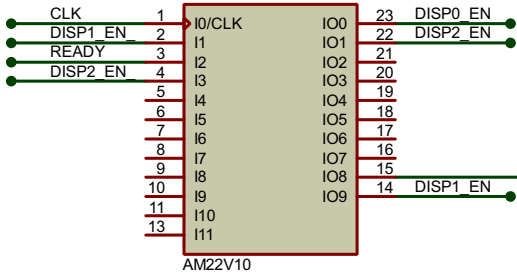 CLK 1 I0/CLK IO0 23 DISP0_EN
DISP1_EN_ 2 I1 IO1 22 DISP2_EN
READY 3 I2 IO2 21
DISP2_EN_ 4 I3 IO3 20
5 I4 IO4 19
6 I5 IO5 18
7 I6 IO6 17
8 I7 IO7 16
9 I8 IO8 15
10 I9 IO9 14 DISP1_EN
11 I10
13 I11
AM22V10